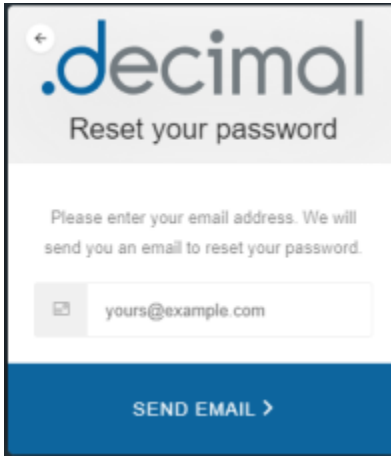 .decimal
Reset your password
Please enter your email address. We will
send you an email to reset your password.
yours@example.com
SEND EMAIL >